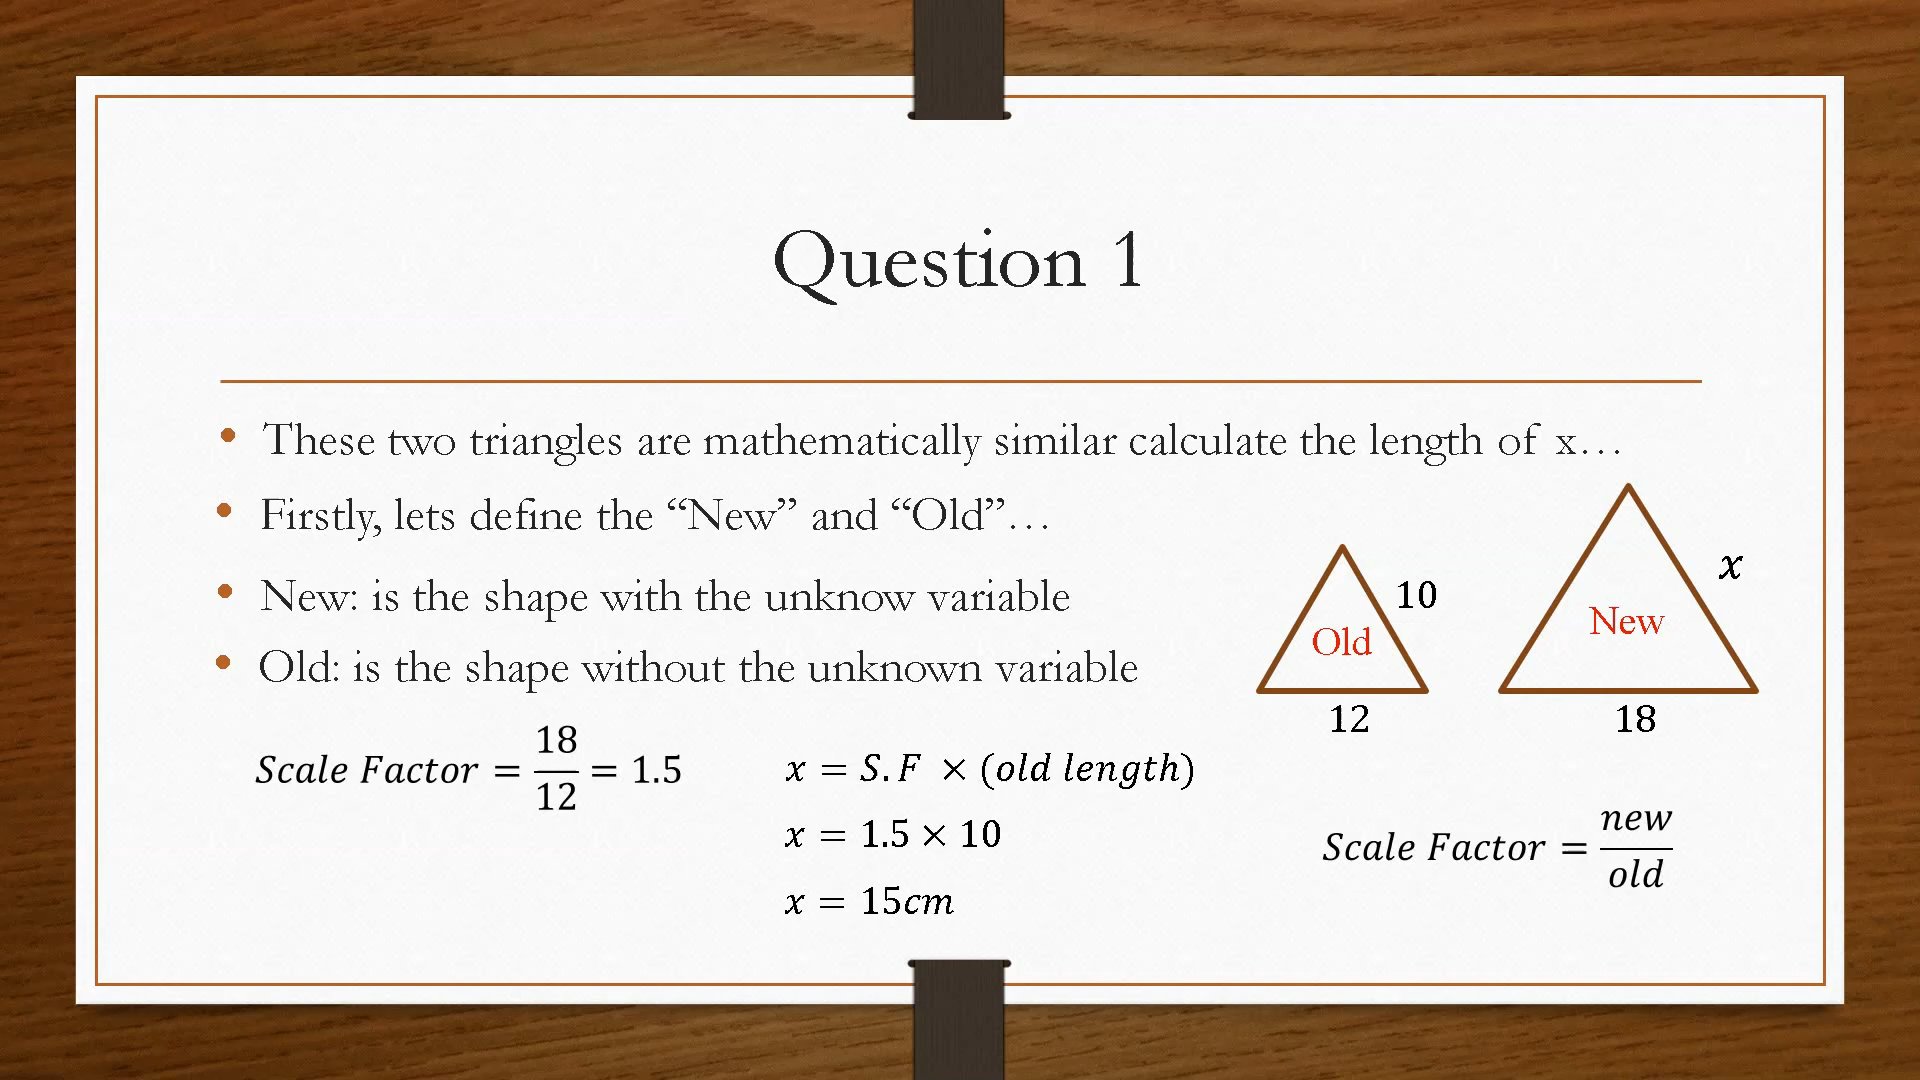 Question 1
• These two triangles are mathematically similar calculate the length of x…
• Firstly, lets define the “New” and “Old”…
• New: is the shape with the unknow variable
• Old: is the shape without the unknown variable
10
x
Old
New
12
18
Scale Factor = 18/12 = 1.5
x = S.F × (old length)
x = 1.5 × 10
x = 15cm
Scale Factor = new/old